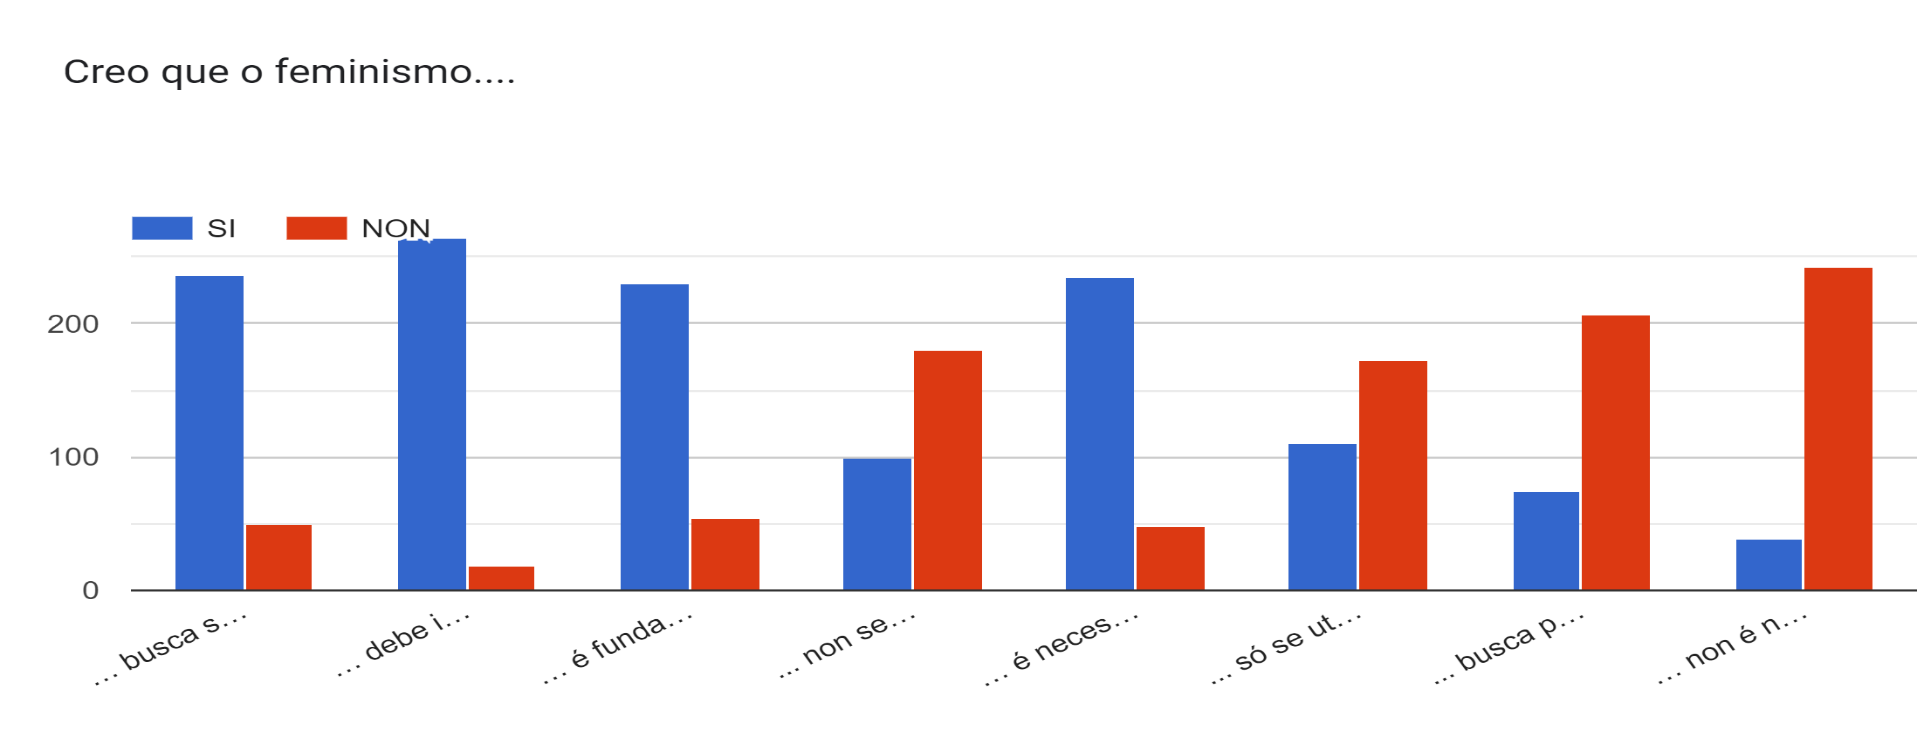 Creo que o feminismo....
SI
NON
200
100
0
... busca s...
... debe i...
... é funda...
... non se...
... é neces...
... só se ut...
... busca p...
... non é n...